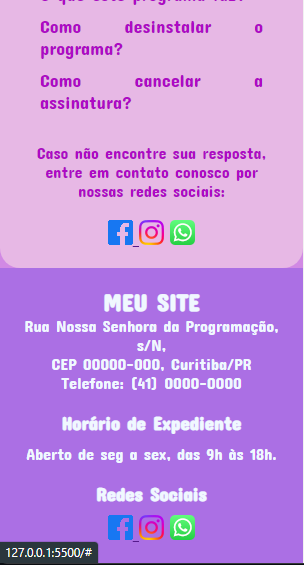 O que este programa faz?
Como desinstalar o
programa?
Como cancelar a
assinatura?
Caso não encontre sua resposta,
entre em contato conosco por
nossas redes sociais:
MEU SITE
Rua Nossa Senhora da Programação,
s/N,
CEP 00000-000, Curitiba/PR
Telefone: (41) 0000-0000
Horário de Expediente
Aberto de seg a sex, das 9h às 18h.
Redes Sociais
127.0.0.1:5500/#